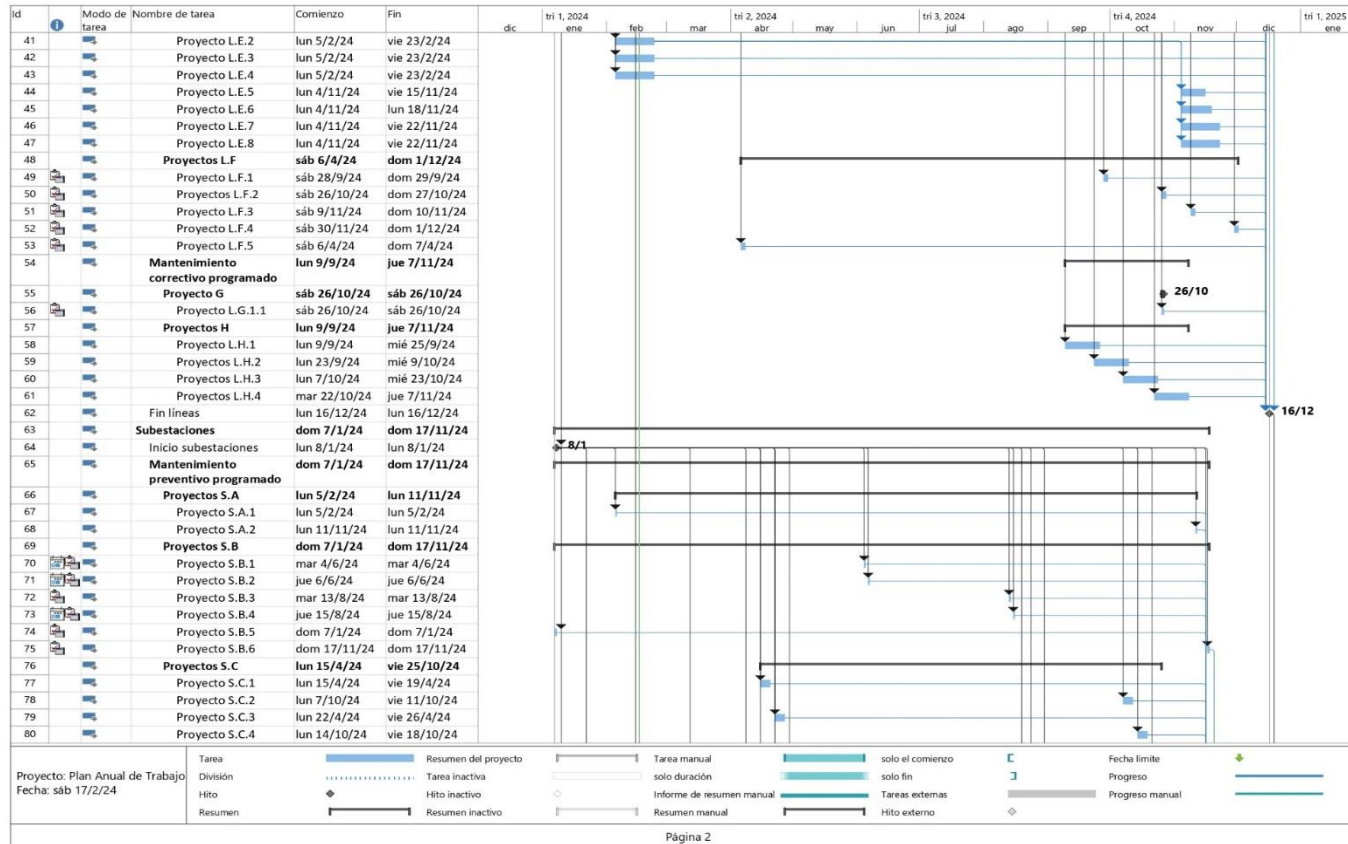 Id Modo de tarea Nombre de tarea Comienzo Fin tri 1, 2024 tri 2, 2024 tri 3, 2024 tri 4, 2024 tri 1, 2025
dic ene feb mar abr may jun jul ago sep oct nov dic ene
41 Proyecto L.E.2 lun 5/2/24 vie 23/2/24
42 Proyecto L.E.3 lun 5/2/24 vie 23/2/24
43 Proyecto L.E.4 lun 5/2/24 vie 23/2/24
44 Proyecto L.E.5 lun 4/11/24 vie 15/11/24
45 Proyecto L.E.6 lun 4/11/24 lun 18/11/24
46 Proyecto L.E.7 lun 4/11/24 vie 22/11/24
47 Proyecto L.E.8 lun 4/11/24 vie 22/11/24
48 Proyectos L.F sáb 6/4/24 dom 1/12/24
49 Proyecto L.F.1 sáb 28/9/24 dom 29/9/24
50 Proyectos L.F.2 sáb 26/10/24 dom 27/10/24
51 Proyecto L.F.3 sáb 9/11/24 dom 10/11/24
52 Proyecto L.F.4 sáb 30/11/24 dom 1/12/24
53 Proyecto L.F.5 sáb 6/4/24 dom 7/4/24
54 Mantenimiento correctivo programado lun 9/9/24 jue 7/11/24
55 Proyecto G sáb 26/10/24 sáb 26/10/24 26/10
56 Proyecto L.G.1.1 sáb 26/10/24 sáb 26/10/24
57 Proyectos H lun 9/9/24 jue 7/11/24
58 Proyecto L.H.1 lun 9/9/24 mié 25/9/24
59 Proyectos L.H.2 lun 23/9/24 mié 9/10/24
60 Proyectos L.H.3 lun 7/10/24 mié 23/10/24
61 Proyectos L.H.4 mar 22/10/24 jue 7/11/24
62 Fin líneas lun 16/12/24 lun 16/12/24 16/12
63 Subestaciones dom 7/1/24 dom 17/11/24
64 Inicio subestaciones lun 8/1/24 lun 8/1/24 8/1
65 Mantenimiento preventivo programado dom 7/1/24 dom 17/11/24
66 Proyectos S.A lun 5/2/24 lun 11/11/24
67 Proyecto S.A.1 lun 5/2/24 lun 5/2/24
68 Proyecto S.A.2 lun 11/11/24 lun 11/11/24
69 Proyectos S.B dom 7/1/24 dom 17/11/24
70 Proyecto S.B.1 mar 4/6/24 mar 4/6/24
71 Proyecto S.B.2 jue 6/6/24 jue 6/6/24
72 Proyecto S.B.3 mar 13/8/24 mar 13/8/24
73 Proyecto S.B.4 jue 15/8/24 jue 15/8/24
74 Proyecto S.B.5 dom 7/1/24 dom 7/1/24
75 Proyecto S.B.6 dom 17/11/24 dom 17/11/24
76 Proyectos S.C lun 15/4/24 vie 25/10/24
77 Proyecto S.C.1 lun 15/4/24 vie 19/4/24
78 Proyecto S.C.2 lun 7/10/24 vie 11/10/24
79 Proyecto S.C.3 lun 22/4/24 vie 26/4/24
80 Proyecto S.C.4 lun 14/10/24 vie 18/10/24
Proyecto: Plan Anual de Trabajo
Fecha: sáb 17/2/24
Tarea Resumen del proyecto Tarea manual solo el comienzo Fecha límite
División Tarea inactiva solo duración solo fin Progreso
Hito Hito inactivo Informe de resumen manual Tareas externas Progreso manual
Resumen Resumen inactivo Resumen manual Hito externo
Página 2